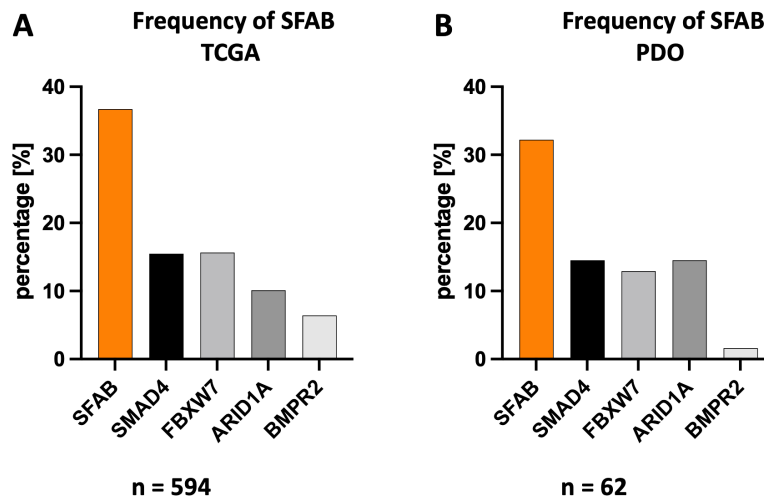 A
Frequency of SFAB
TCGA
percentage [%]
40
30
20
10
0
SFAB
SMAD4
FBXW7
ARID1A
BMPR2
n = 594
B
Frequency of SFAB
PDO
percentage [%]
40
30
20
10
0
SFAB
SMAD4
FBXW7
ARID1A
BMPR2
n = 62